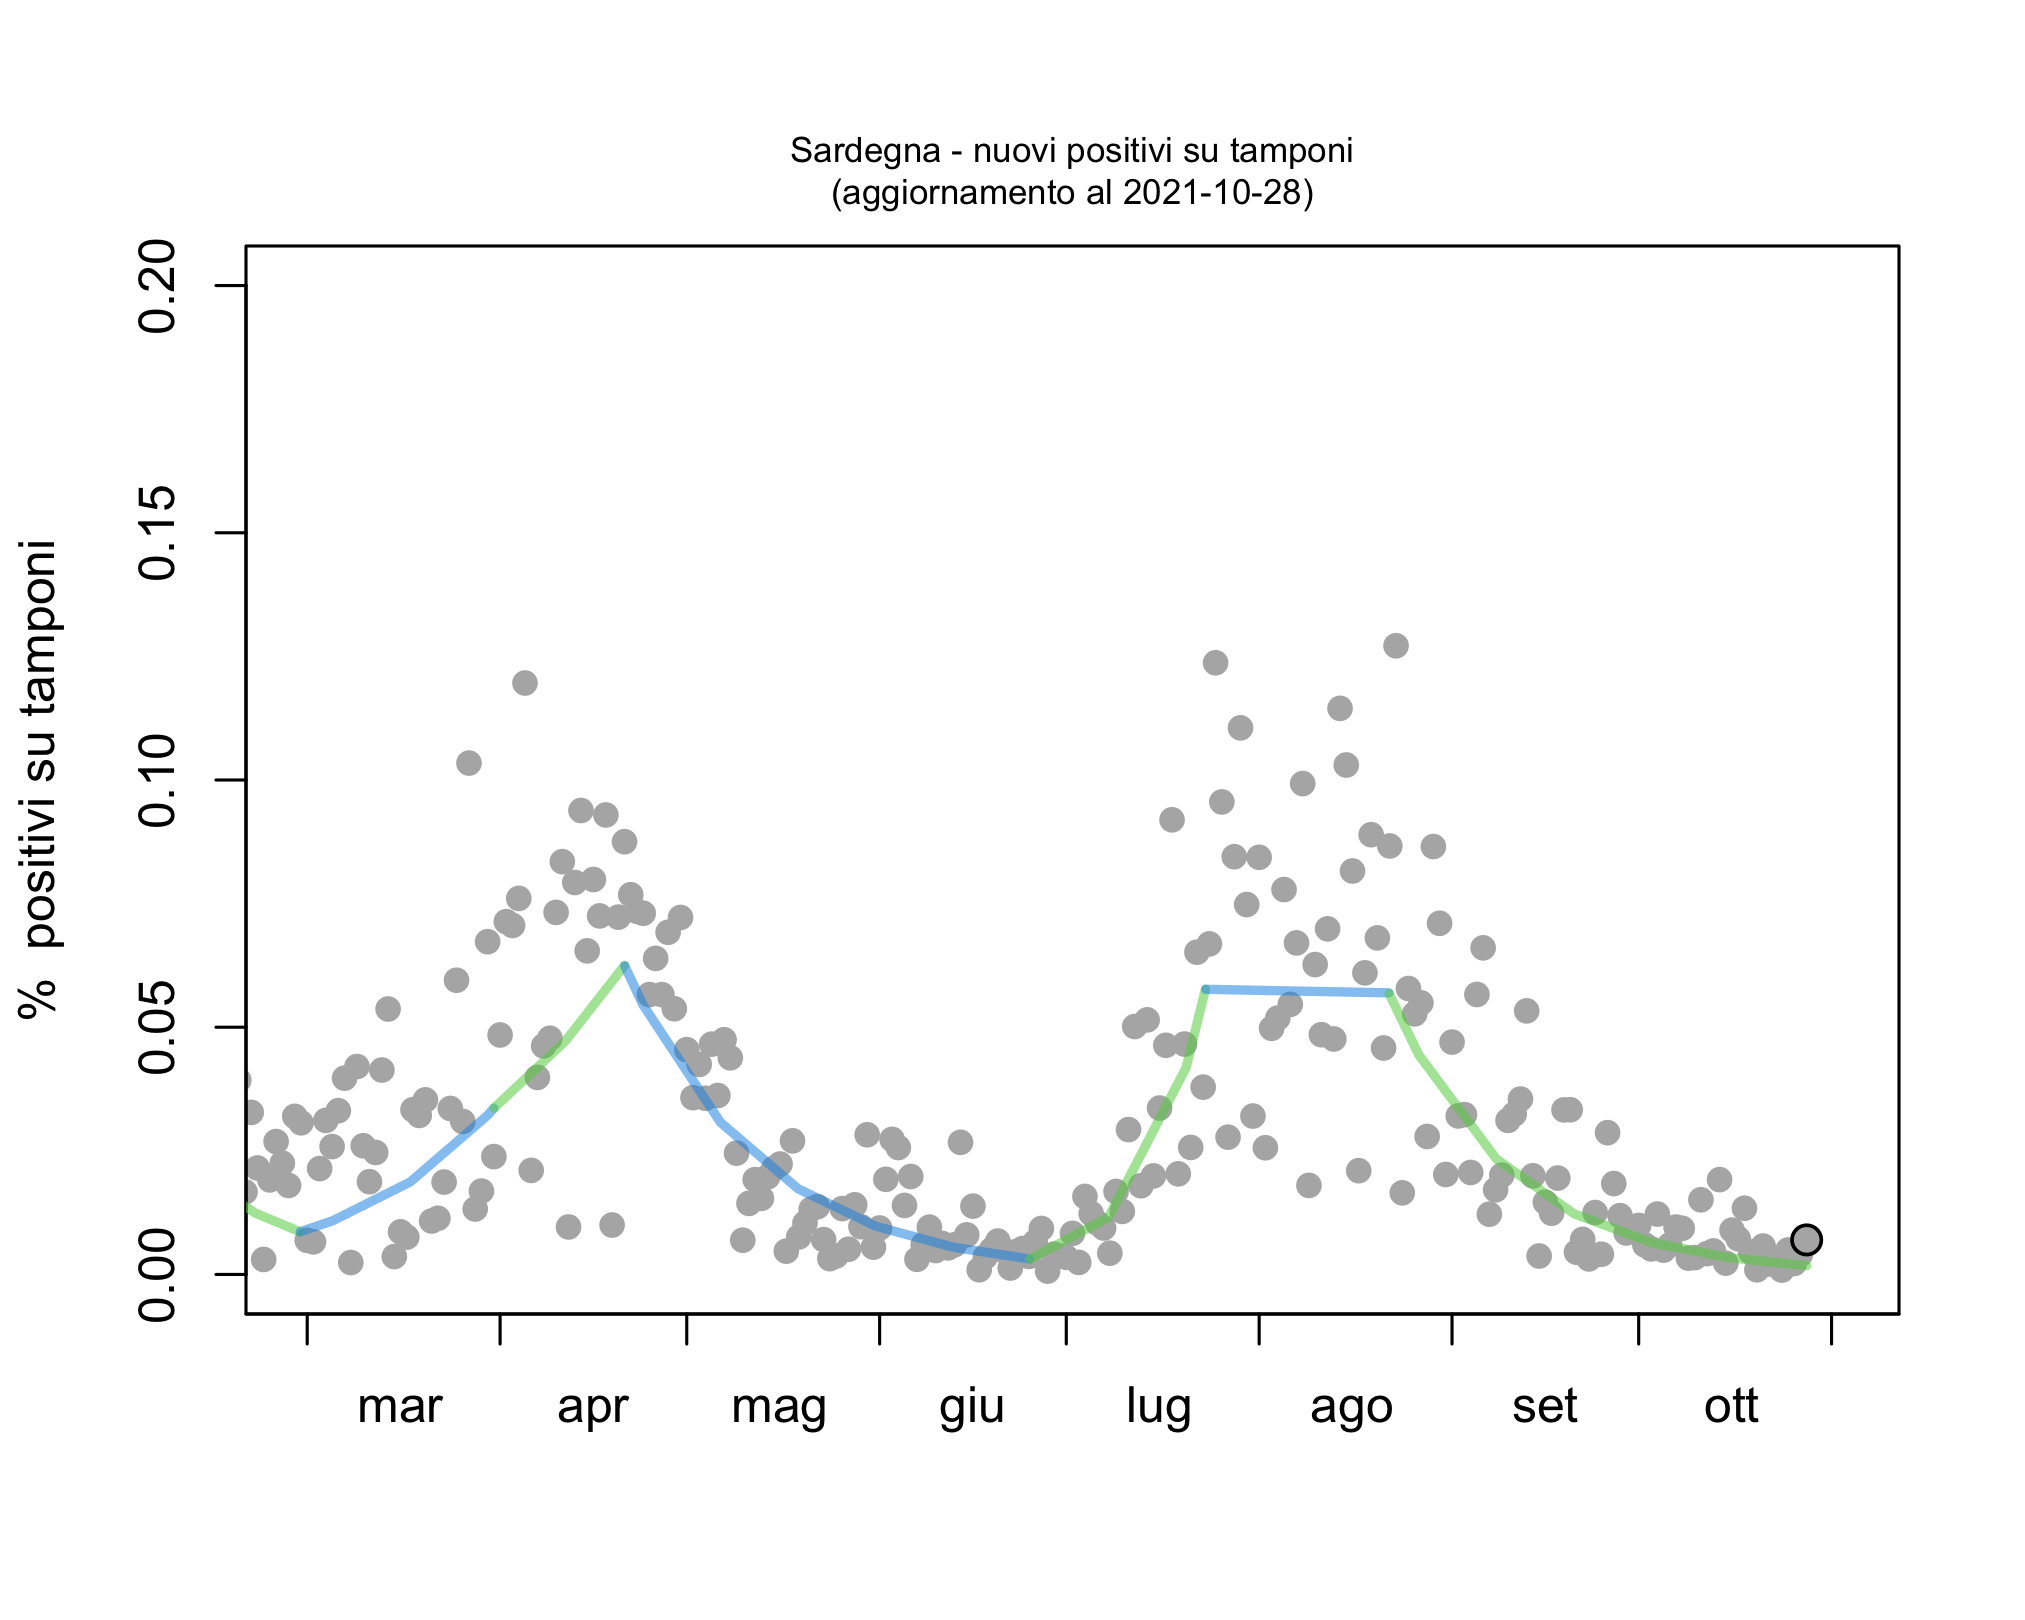 Sardegna - nuovi positivi su tamponi
(aggiornamento al 2021-10-28)
% positivi su tamponi
0.20
0.15
0.10
0.05
0.00
mar apr mag giu lug ago set ott